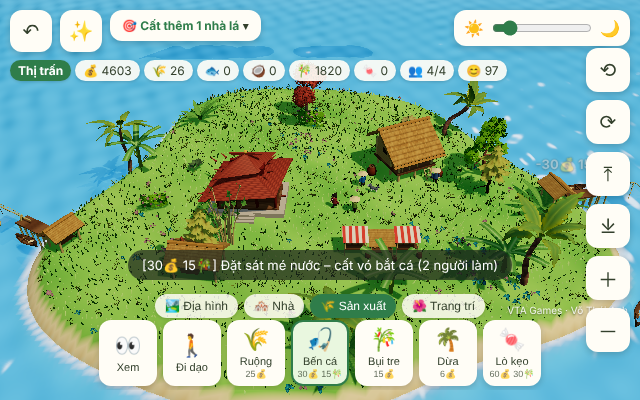 Cất thêm 1 nhà lá ▾
Thị trấn 4603 26 0 0 1820 0 4/4 97
-30
[30💰 15🎋] Đặt sát mé nước – cất vó bắt cá (2 người làm)
Địa hình Nhà Sản xuất Trang trí
VTA Games
Xem Đi dạo Ruộng Bến cá Bụi tre Dừa Lò kẹo
25💰 30💰 15🎋 15💰 6💰 60💰 30🎋